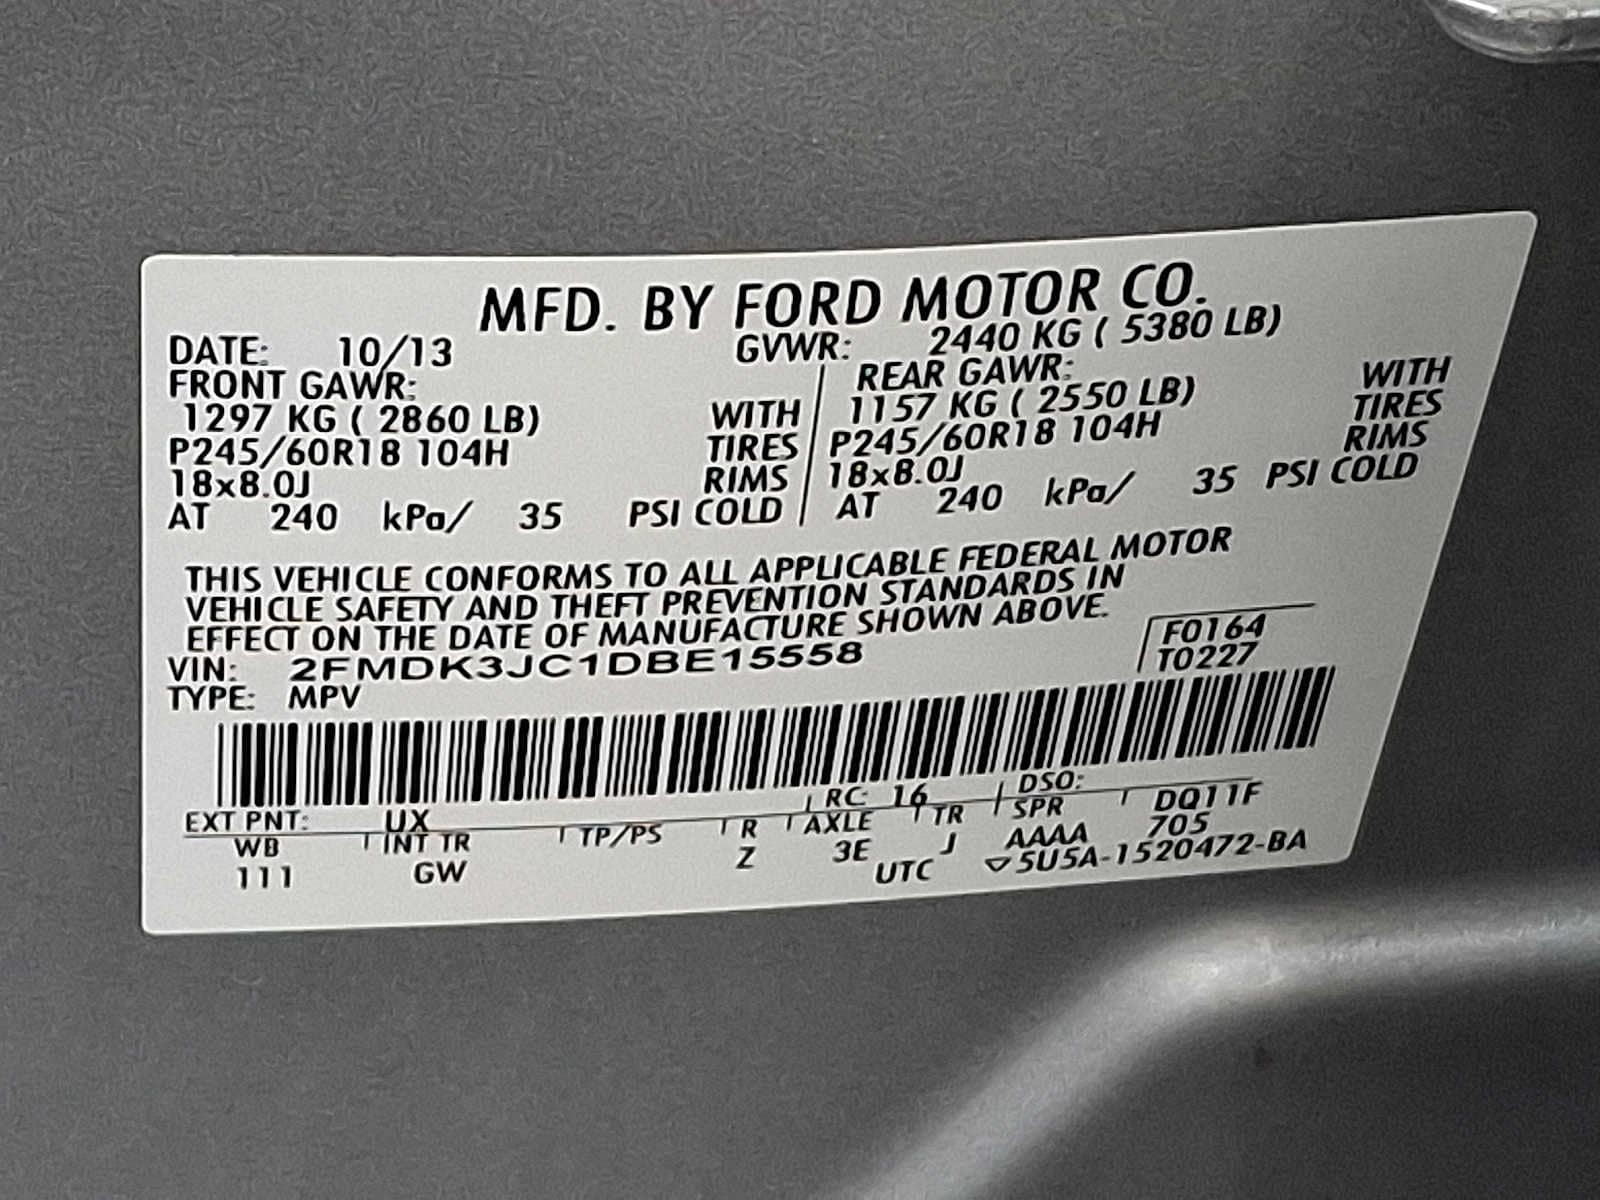 MFD. BY FORD MOTOR CO.
DATE: 10/13 GVWR: 2440 KG ( 5380 LB)
FRONT GAWR: REAR GAWR:
1297 KG ( 2860 LB) WITH 1157 KG ( 2550 LB) WITH
P245/60R18 104H TIRES P245/60R18 104H TIRES
18x8.0J RIMS 18x8.0J RIMS
AT 240 kPa/ 35 PSI COLD AT 240 kPa/ 35 PSI COLD
THIS VEHICLE CONFORMS TO ALL APPLICABLE FEDERAL MOTOR
VEHICLE SAFETY AND THEFT PREVENTION STANDARDS IN
EFFECT ON THE DATE OF MANUFACTURE SHOWN ABOVE.
VIN: 2FMDK3JC1DBE15558 F0164
TYPE: MPV T0227
EXT PNT: UX RC: 16 DSO:
WB INT TR TP/PS R AXLE TR SPR DQ11F
111 GW Z 3E J AAAA 705
UTC ▽5U5A-1520472-BA